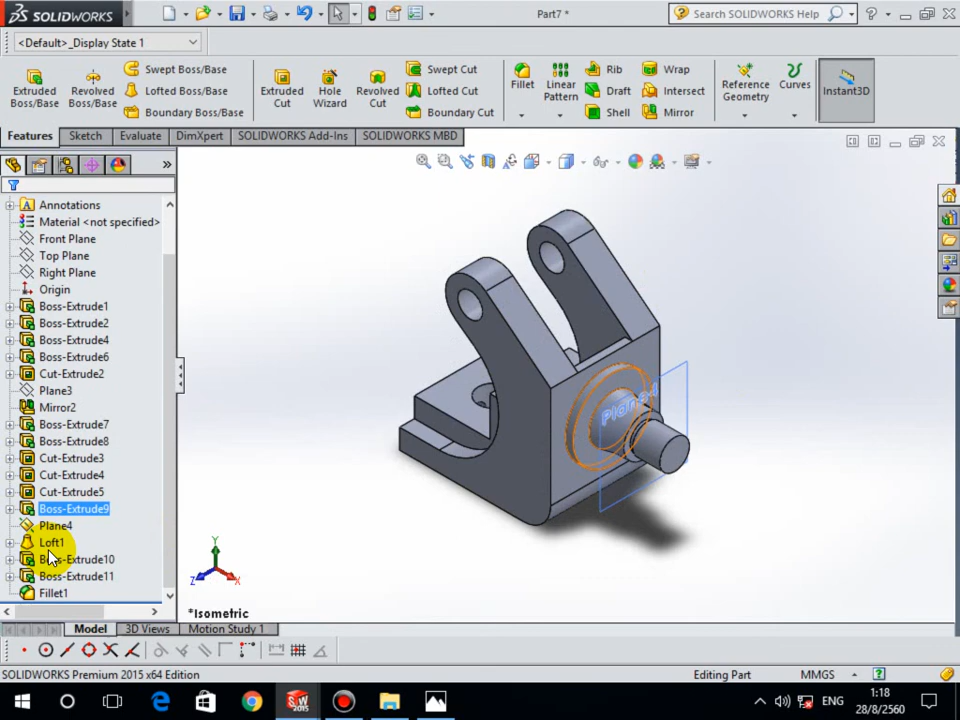 SOLIDWORKS
Part7 *
Search SOLIDWORKS Help
<Default>_Display State 1
Extruded Boss/Base
Revolved Boss/Base
Swept Boss/Base
Lofted Boss/Base
Boundary Boss/Base
Extruded Cut
Hole Wizard
Revolved Cut
Swept Cut
Lofted Cut
Boundary Cut
Fillet
Linear Pattern
Rib
Draft
Shell
Wrap
Intersect
Mirror
Reference Geometry
Curves
Instant3D
Features
Sketch
Evaluate
DimXpert
SOLIDWORKS Add-Ins
SOLIDWORKS MBD
Annotations
Material <not specified>
Front Plane
Top Plane
Right Plane
Origin
Boss-Extrude1
Boss-Extrude2
Boss-Extrude4
Boss-Extrude6
Cut-Extrude2
Plane3
Mirror2
Boss-Extrude7
Boss-Extrude8
Cut-Extrude3
Cut-Extrude4
Cut-Extrude5
Boss-Extrude9
Plane4
Loft1
Boss-Extrude10
Boss-Extrude11
Fillet1
Plane4
Y
Z
X
*Isometric
Model
3D Views
Motion Study 1
SOLIDWORKS Premium 2015 x64 Edition
Editing Part
MMGS
ENG
1:18
28/8/2560